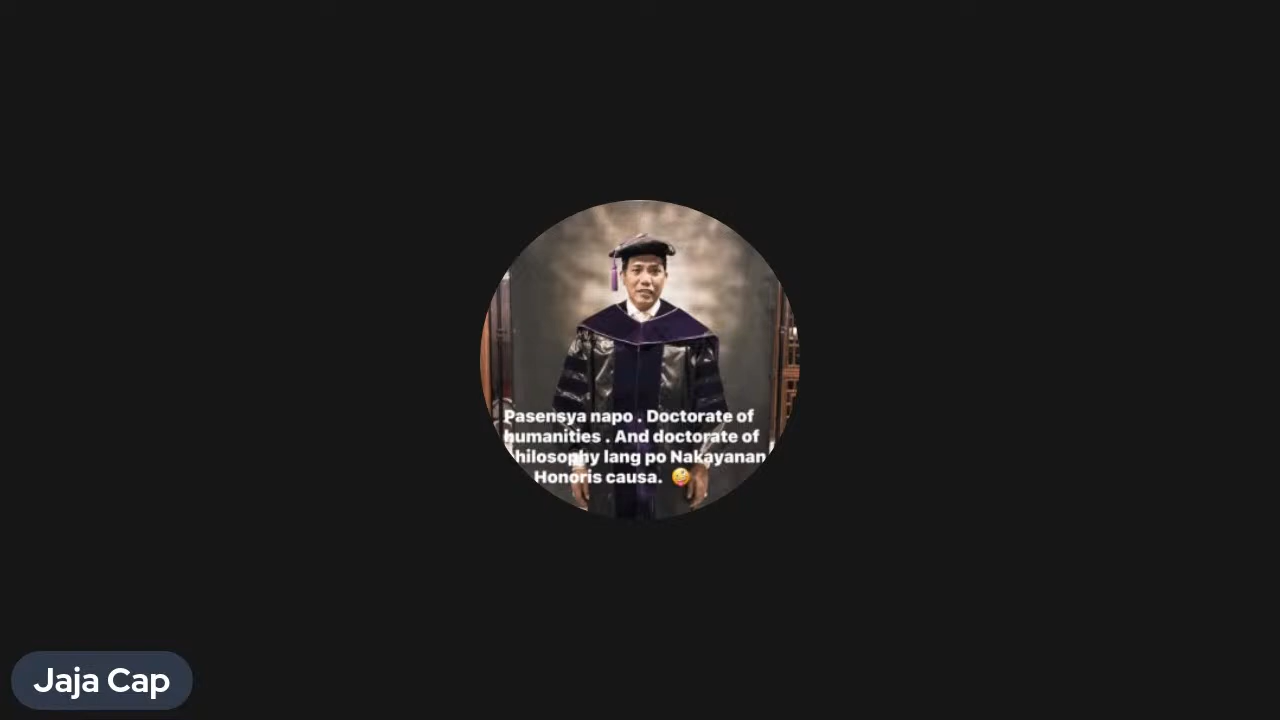 Pasensya napo . Doctorate of
humanities . And doctorate of
hilosophy lang po Nakayanan
Honoris causa. 🤪
Jaja Cap